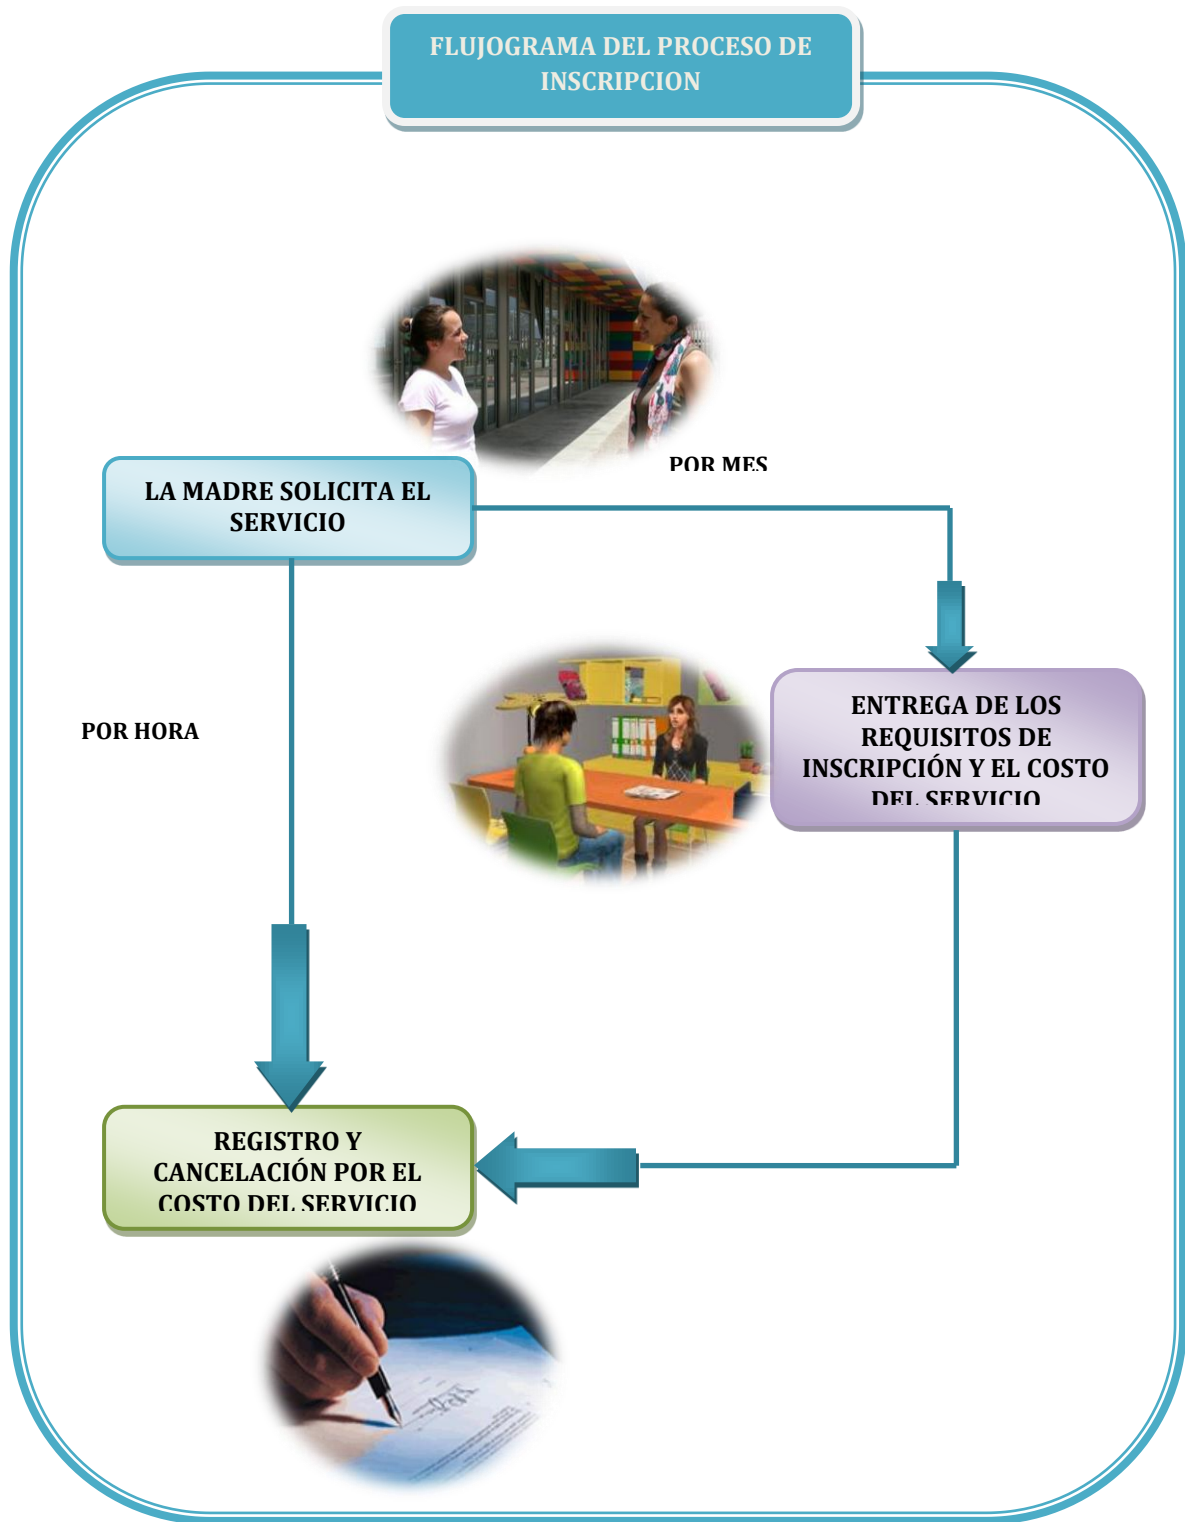 FLUJOGRAMA DEL PROCESO DE
INSCRIPCION
POR MES
LA MADRE SOLICITA EL
SERVICIO
POR HORA
ENTREGA DE LOS
REQUISITOS DE
INSCRIPCIÓN Y EL COSTO
DEL SERVICIO
REGISTRO Y
CANCELACIÓN POR EL
COSTO DEL SERVICIO